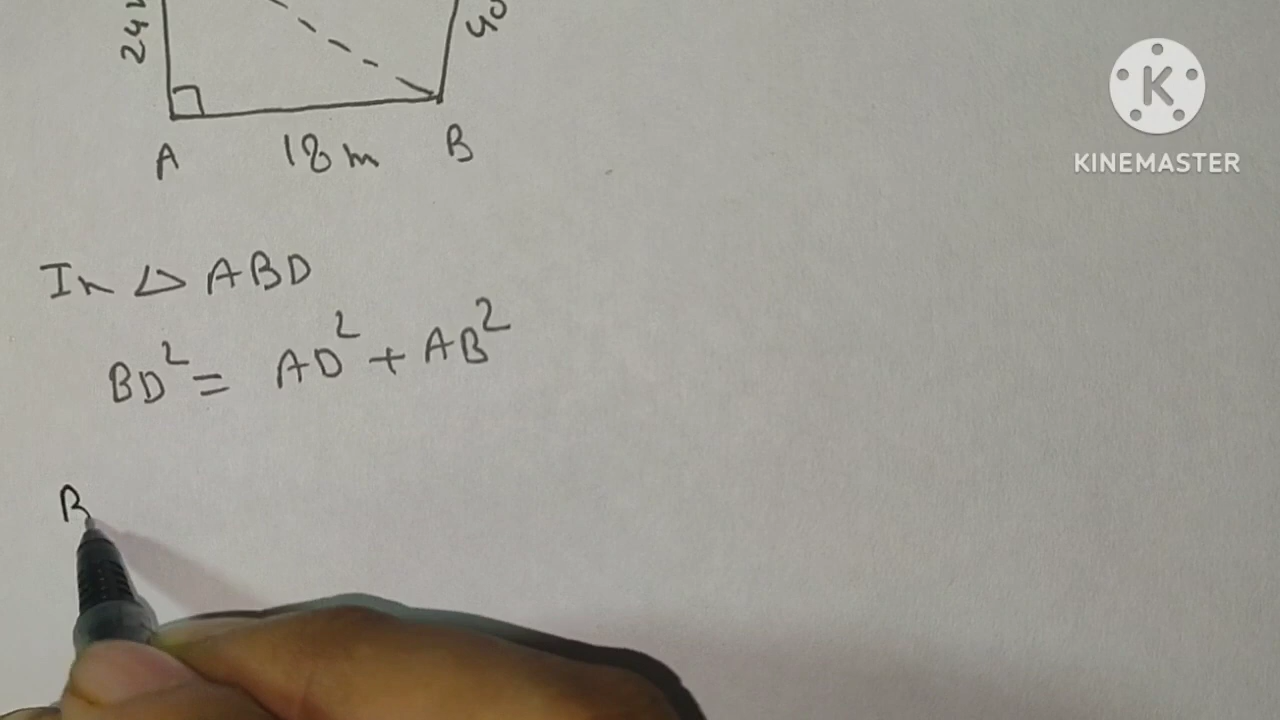 24
40
A 18 m B
K
KINEMASTER
In △ ABD
BD² = AD² + AB²
B